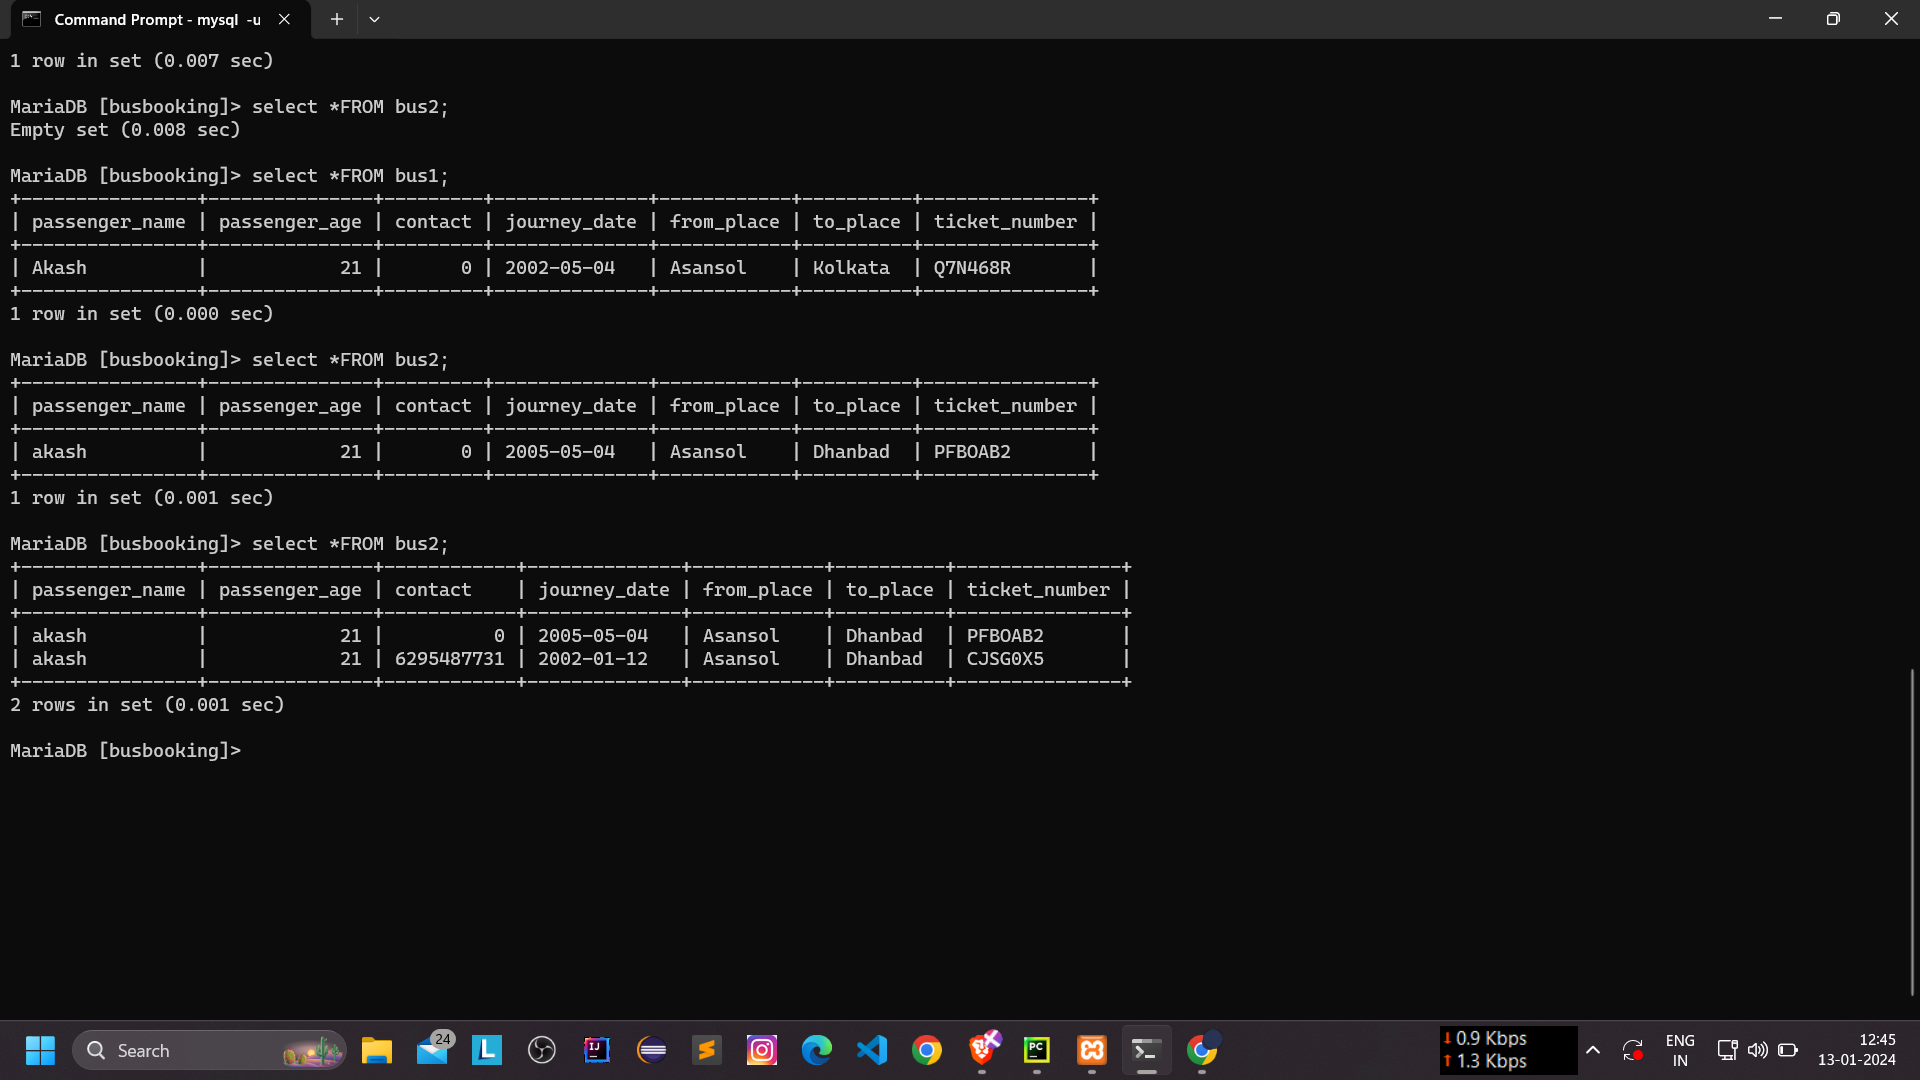 Command Prompt - mysql -u
1 row in set (0.007 sec)
MariaDB [busbooking]> select *FROM bus2;
Empty set (0.008 sec)
MariaDB [busbooking]> select *FROM bus1;
+----------------+---------------+---------+--------------+------------+----------+---------------+
| passenger_name | passenger_age | contact | journey_date | from_place | to_place | ticket_number |
+----------------+---------------+---------+--------------+------------+----------+---------------+
| Akash          |            21 |       0 | 2002-05-04   | Asansol    | Kolkata  | Q7N468R       |
+----------------+---------------+---------+--------------+------------+----------+---------------+
1 row in set (0.000 sec)
MariaDB [busbooking]> select *FROM bus2;
+----------------+---------------+---------+--------------+------------+----------+---------------+
| passenger_name | passenger_age | contact | journey_date | from_place | to_place | ticket_number |
+----------------+---------------+---------+--------------+------------+----------+---------------+
| akash          |            21 |       0 | 2005-05-04   | Asansol    | Dhanbad  | PFBOAB2       |
+----------------+---------------+---------+--------------+------------+----------+---------------+
1 row in set (0.001 sec)
MariaDB [busbooking]> select *FROM bus2;
+----------------+---------------+------------+--------------+------------+----------+---------------+
| passenger_name | passenger_age | contact    | journey_date | from_place | to_place | ticket_number |
+----------------+---------------+------------+--------------+------------+----------+---------------+
| akash          |            21 |          0 | 2005-05-04   | Asansol    | Dhanbad  | PFBOAB2       |
| akash          |            21 | 6295487731 | 2002-01-12   | Asansol    | Dhanbad  | CJSG0X5       |
+----------------+---------------+------------+--------------+------------+----------+---------------+
2 rows in set (0.001 sec)
MariaDB [busbooking]>
Search
24
L
IJ
PC
0.9 Kbps
1.3 Kbps
ENG
IN
12:45
13-01-2024